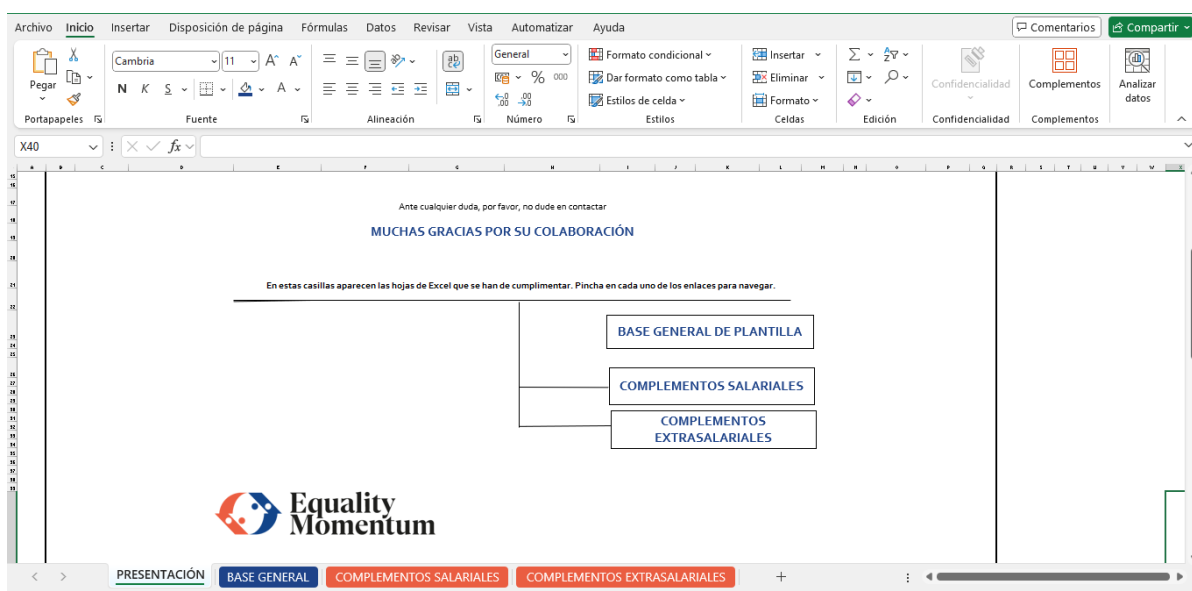 Archivo Inicio Insertar Disposición de página Fórmulas Datos Revisar Vista Automatizar Ayuda Comentarios Compartir
Cambria 11 A A General Formato condicional Insertar
Pegar Dar formato como tabla Eliminar Confidencialidad Complementos Analizar datos
N K S A % 000 Estilos de celda Formato
Portapapeles Fuente Alineación Número Estilos Celdas Edición Confidencialidad Complementos
X40 fx
Ante cualquier duda, por favor, no dude en contactar
MUCHAS GRACIAS POR SU COLABORACIÓN
En estas casillas aparecen las hojas de Excel que se han de cumplimentar. Pincha en cada uno de los enlaces para navegar.
BASE GENERAL DE PLANTILLA
COMPLEMENTOS SALARIALES
COMPLEMENTOS
EXTRASALARIALES
Equality
Momentum
PRESENTACIÓN BASE GENERAL COMPLEMENTOS SALARIALES COMPLEMENTOS EXTRASALARIALES